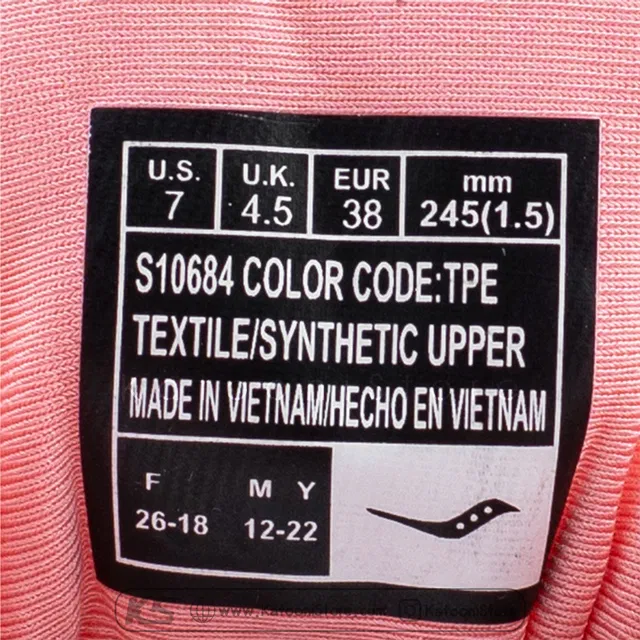 U.S. U.K. EUR mm
7 4.5 38 245(1.5)
S10684 COLOR CODE:TPE
TEXTILE/SYNTHETIC UPPER
MADE IN VIETNAM/HECHO EN VIETNAM
F M Y
26-18 12-22
KS